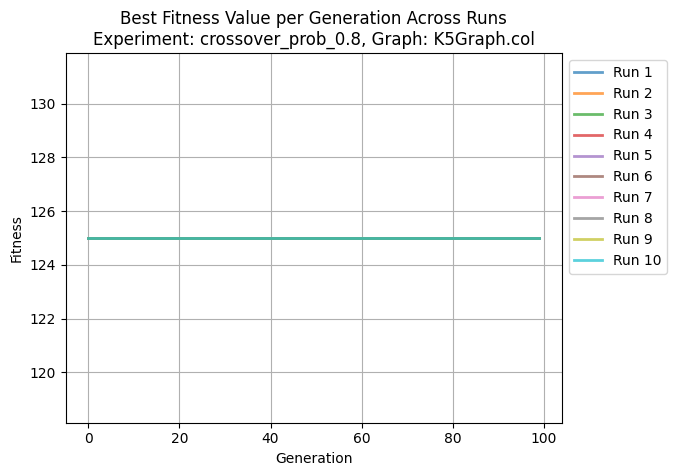 Best Fitness Value per Generation Across Runs
Experiment: crossover_prob_0.8, Graph: K5Graph.col
Fitness
130
128
126
124
122
120
0 20 40 60 80 100
Generation
Run 1
Run 2
Run 3
Run 4
Run 5
Run 6
Run 7
Run 8
Run 9
Run 10